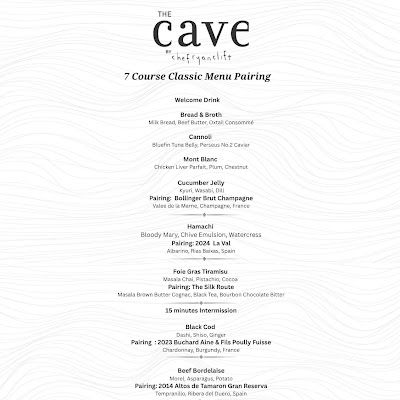 THE
cave
BY chefryanclift
7 Course Classic Menu Pairing
Welcome Drink
Bread & Broth
Milk Bread, Beef Butter, Oxtail Consommé
Cannoli
Bluefin Tuna Belly, Perseus No.2 Caviar
Mont Blanc
Chicken Liver Parfait, Plum, Chestnut
Cucumber Jelly
Kyuri, Wasabi, Dill
Pairing: Bollinger Brut Champagne
Valee de la Marne, Champagne, France
Hamachi
Bloody Mary, Chive Emulsion, Watercress
Pairing: 2024 La Val
Albarino, Rias Baixas, Spain
Foie Gras Tiramisu
Masala Chai, Pistachio, Cocoa
Pairing: The Silk Route
Masala Brown Butter Cognac, Black Tea, Bourbon Chocolate Bitter
15 minutes Intermission
Black Cod
Dashi, Shiso, Ginger
Pairing : 2023 Buchard Aine & Fils Poully Fuisse
Chardonnay, Burgundy, France
Beef Bordelaise
Morel, Asparagus, Potato
Pairing: 2014 Altos de Tamaron Gran Reserva
Tempranillo, Ribera del Duero, Spain